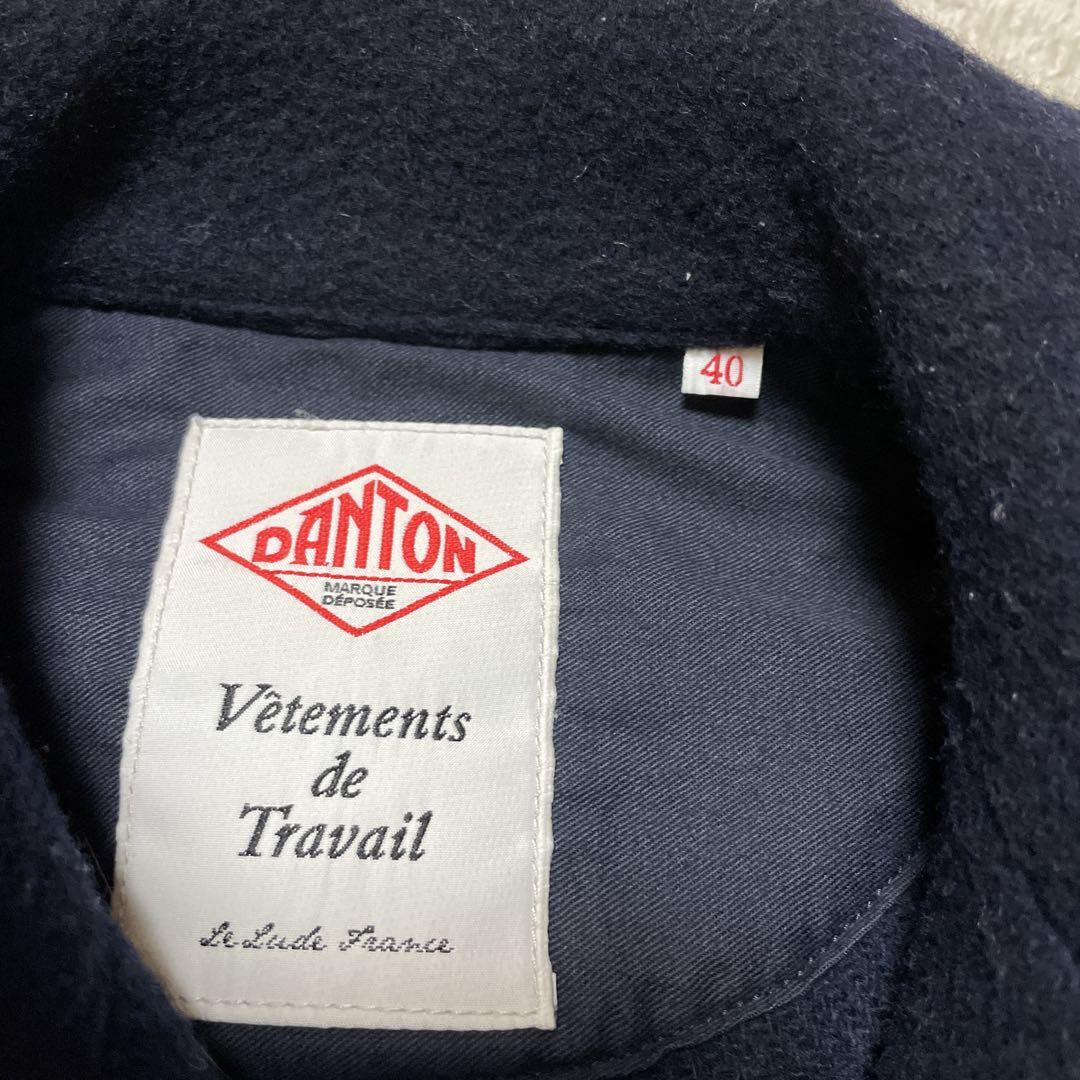 40
DANTON
MARQUE
DÉPOSÉE
Vêtements
de
Travail
Le Lude France